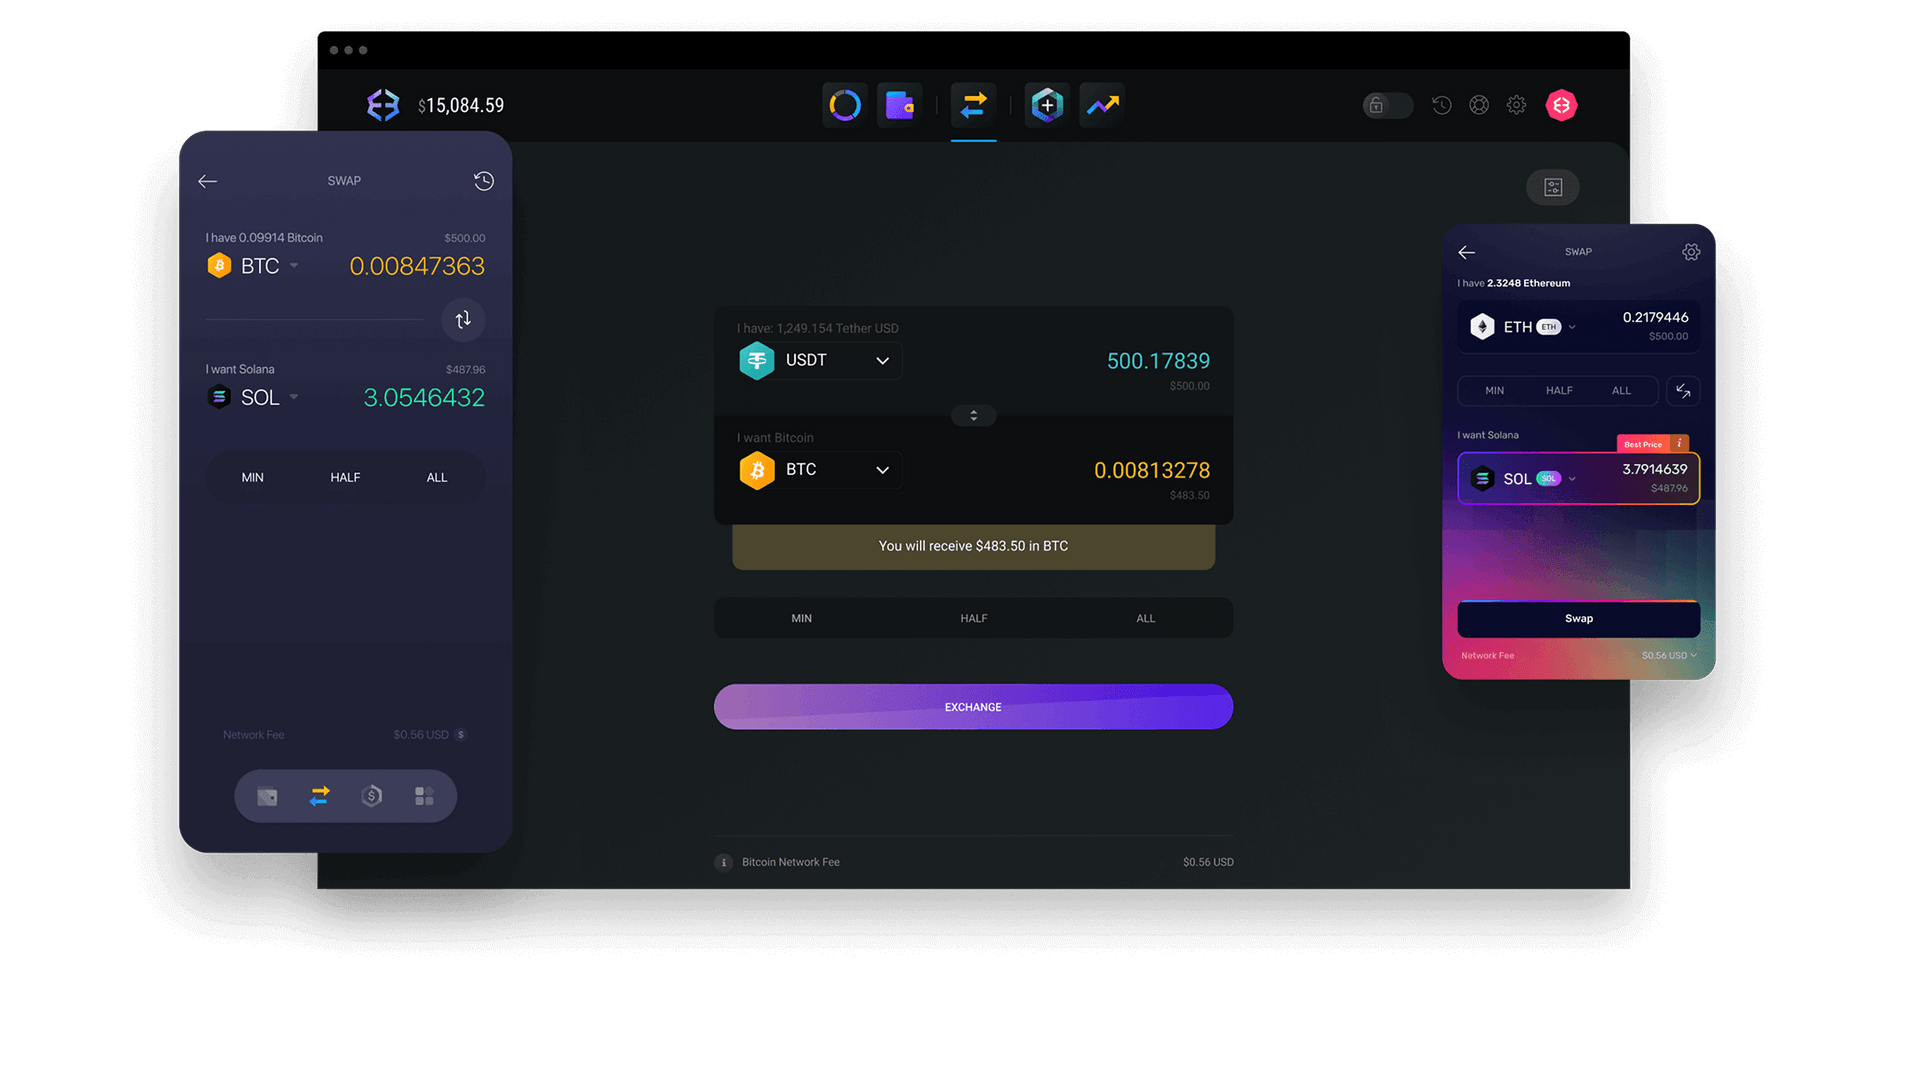 $15,084.59
SWAP
I have 0.09914 Bitcoin $500.00
BTC 0.00847363
I want Solana $487.96
SOL 3.0546432
MIN HALF ALL
Network Fee $0.56 USD $
I have: 1,249.154 Tether USD
USDT 500.17839
$500.00
I want Bitcoin
BTC 0.00813278
$483.50
You will receive $483.50 in BTC
MIN HALF ALL
EXCHANGE
i Bitcoin Network Fee $0.56 USD
SWAP
I have 2.3248 Ethereum
ETH ETH 0.2179446
$500.00
MIN HALF ALL
I want Solana
Best Price i
SOL SOL 3.7914639
$487.96
Swap
Network Fee $0.56 USD